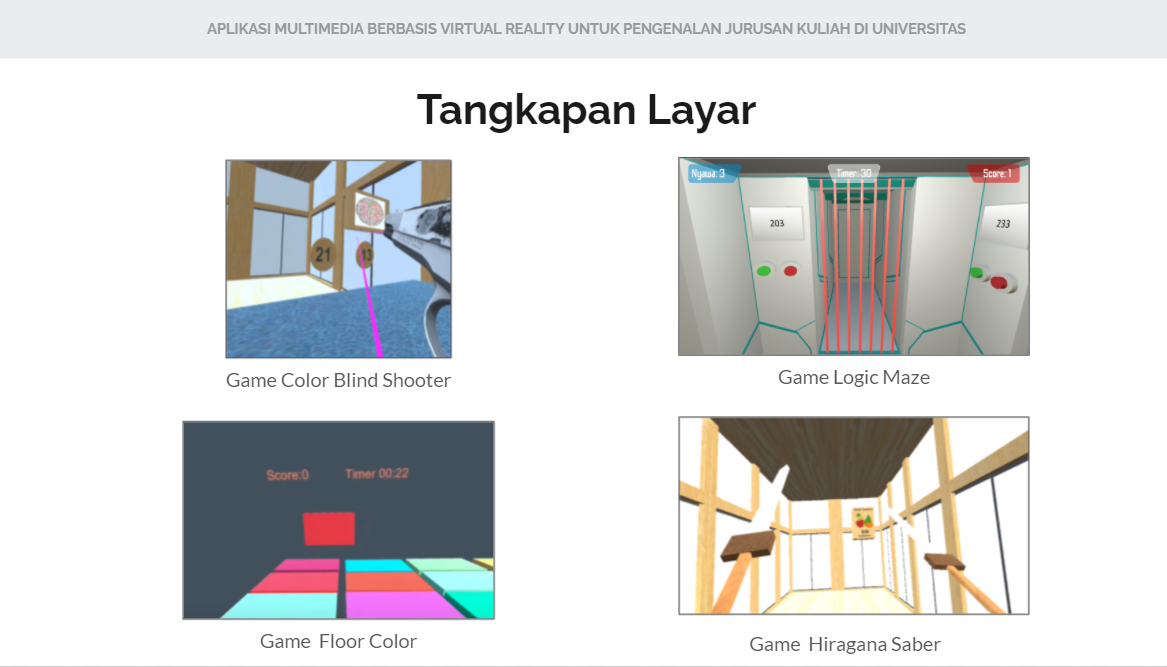 APLIKASI MULTIMEDIA BERBASIS VIRTUAL REALITY UNTUK PENGENALAN JURUSAN KULIAH DI UNIVERSITAS
Tangkapan Layar
21
13
Game Color Blind Shooter
Nyawa: 3
Timer: 30
Score: 1
203
233
Game Logic Maze
Score:0
Timer 00:22
Game Floor Color
Game Hiragana Saber